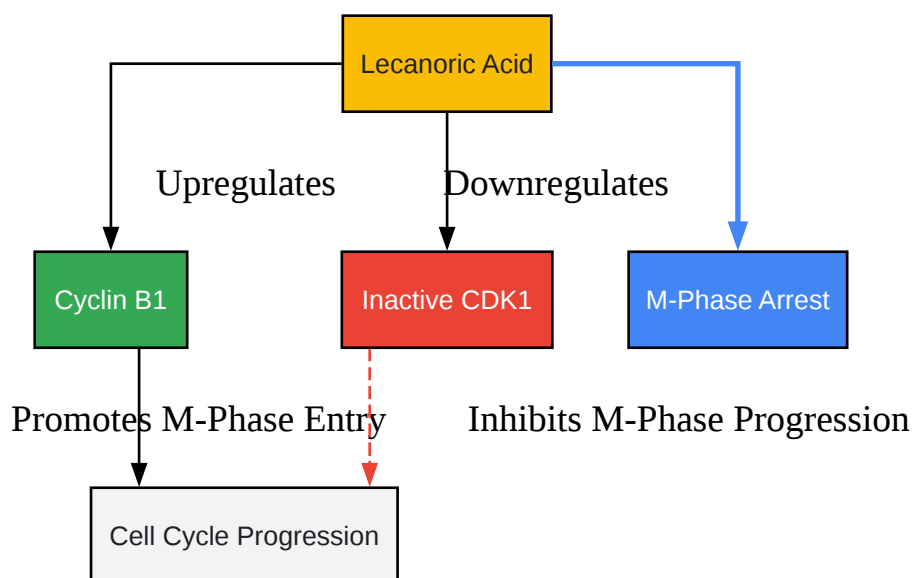 Lecanoric Acid
Upregulates
Downregulates
Cyclin B1
Inactive CDK1
M-Phase Arrest
Promotes M-Phase Entry
Inhibits M-Phase Progression
Cell Cycle Progression